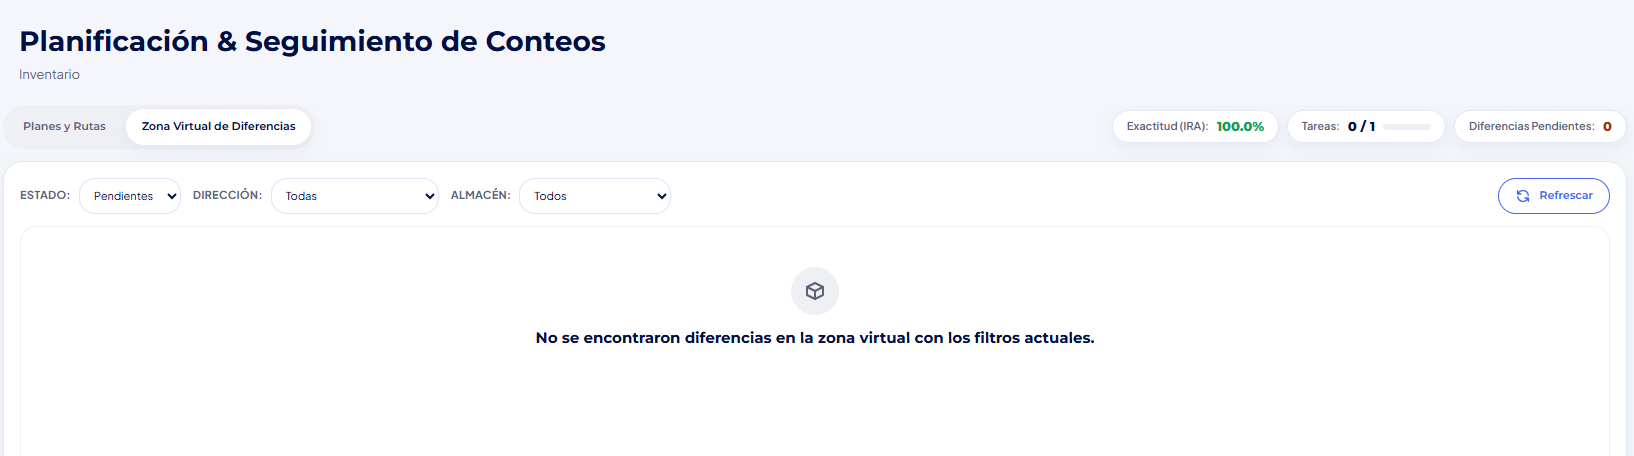 Planificación & Seguimiento de Conteos
Inventario
Planes y Rutas Zona Virtual de Diferencias Exactitud (IRA): 100.0% Tareas: 0 / 1 Diferencias Pendientes: 0
ESTADO: Pendientes DIRECCIÓN: Todas ALMACÉN: Todos Refrescar
No se encontraron diferencias en la zona virtual con los filtros actuales.